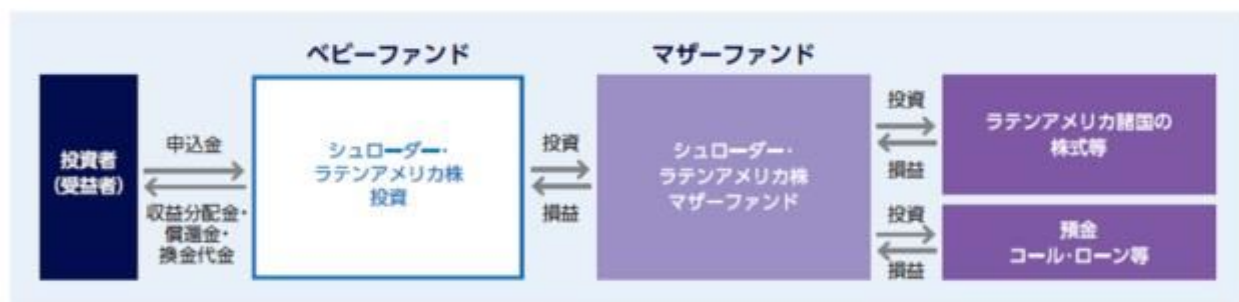 ベビーファンド
マザーファンド
投資者
(受益者)
申込金
収益分配金・
償還金・
換金代金
シュローダー・
ラテンアメリカ株
投資
投資
損益
シュローダー・
ラテンアメリカ株
マザーファンド
投資
損益
ラテンアメリカ諸国の
株式等
投資
損益
預金
コール・ローン等